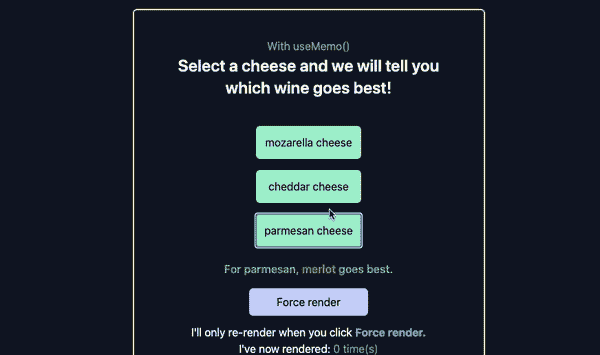 With useMemo()
Select a cheese and we will tell you
which wine goes best!
mozarella cheese
cheddar cheese
parmesan cheese
For parmesan, merlot goes best.
Force render
I'll only re-render when you click Force render.
I've now rendered: 0 time(s)